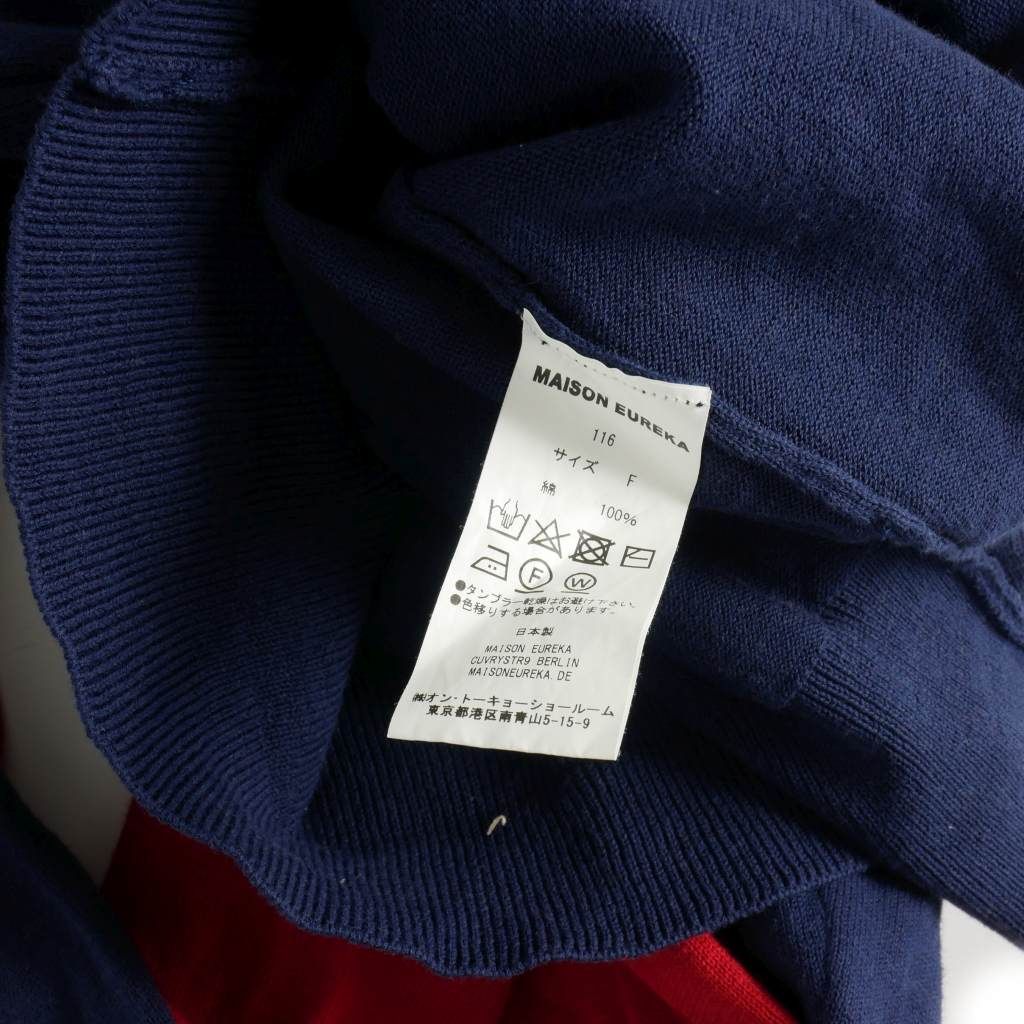 MAISON EUREKA
116
サイズ F
綿 100%
F W
●タンブラー乾燥はお避け下さい。
●色移りする場合があります。
日本製
MAISON EUREKA
CUVRYSTR9 BERLIN
MAISONEUREKA.DE
㈱オン・トーキョーショールーム
東京都港区南青山5-15-9